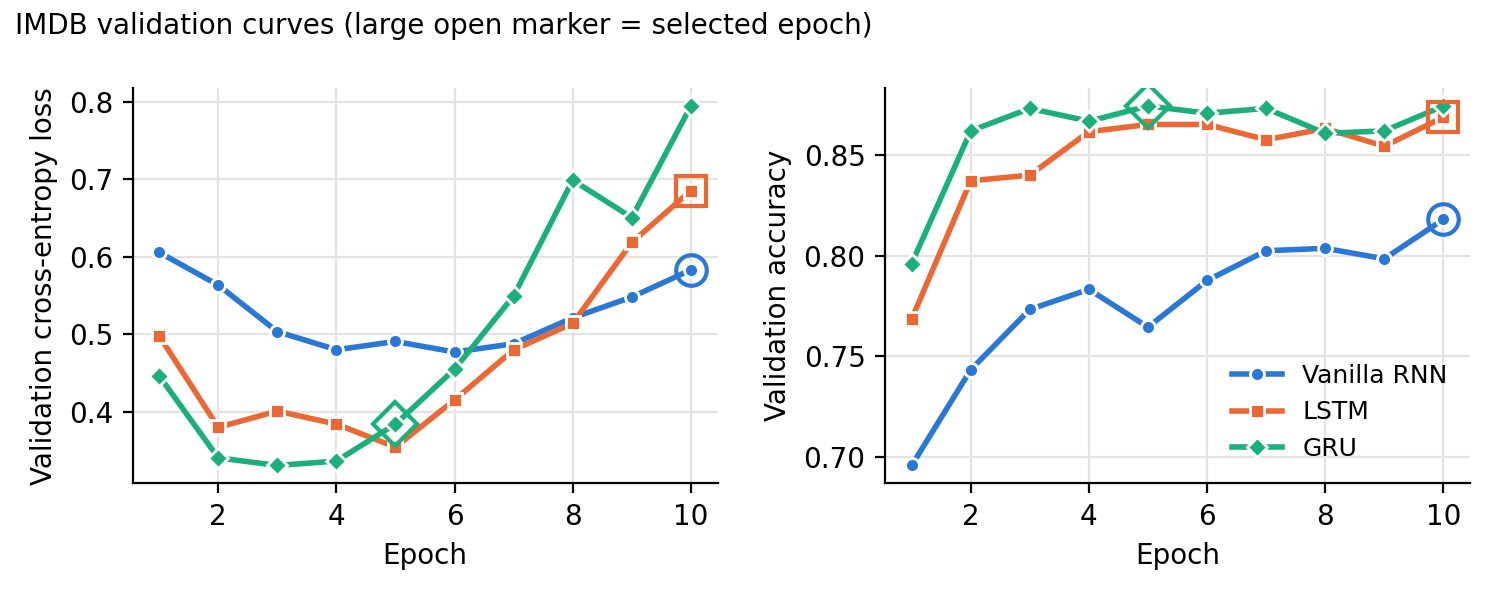 IMDB validation curves (large open marker = selected epoch)
Validation cross-entropy loss
0.8
0.7
0.6
0.5
0.4
2 4 6 8 10
Epoch
Validation accuracy
0.85
0.80
0.75
0.70
Vanilla RNN
LSTM
GRU
2 4 6 8 10
Epoch